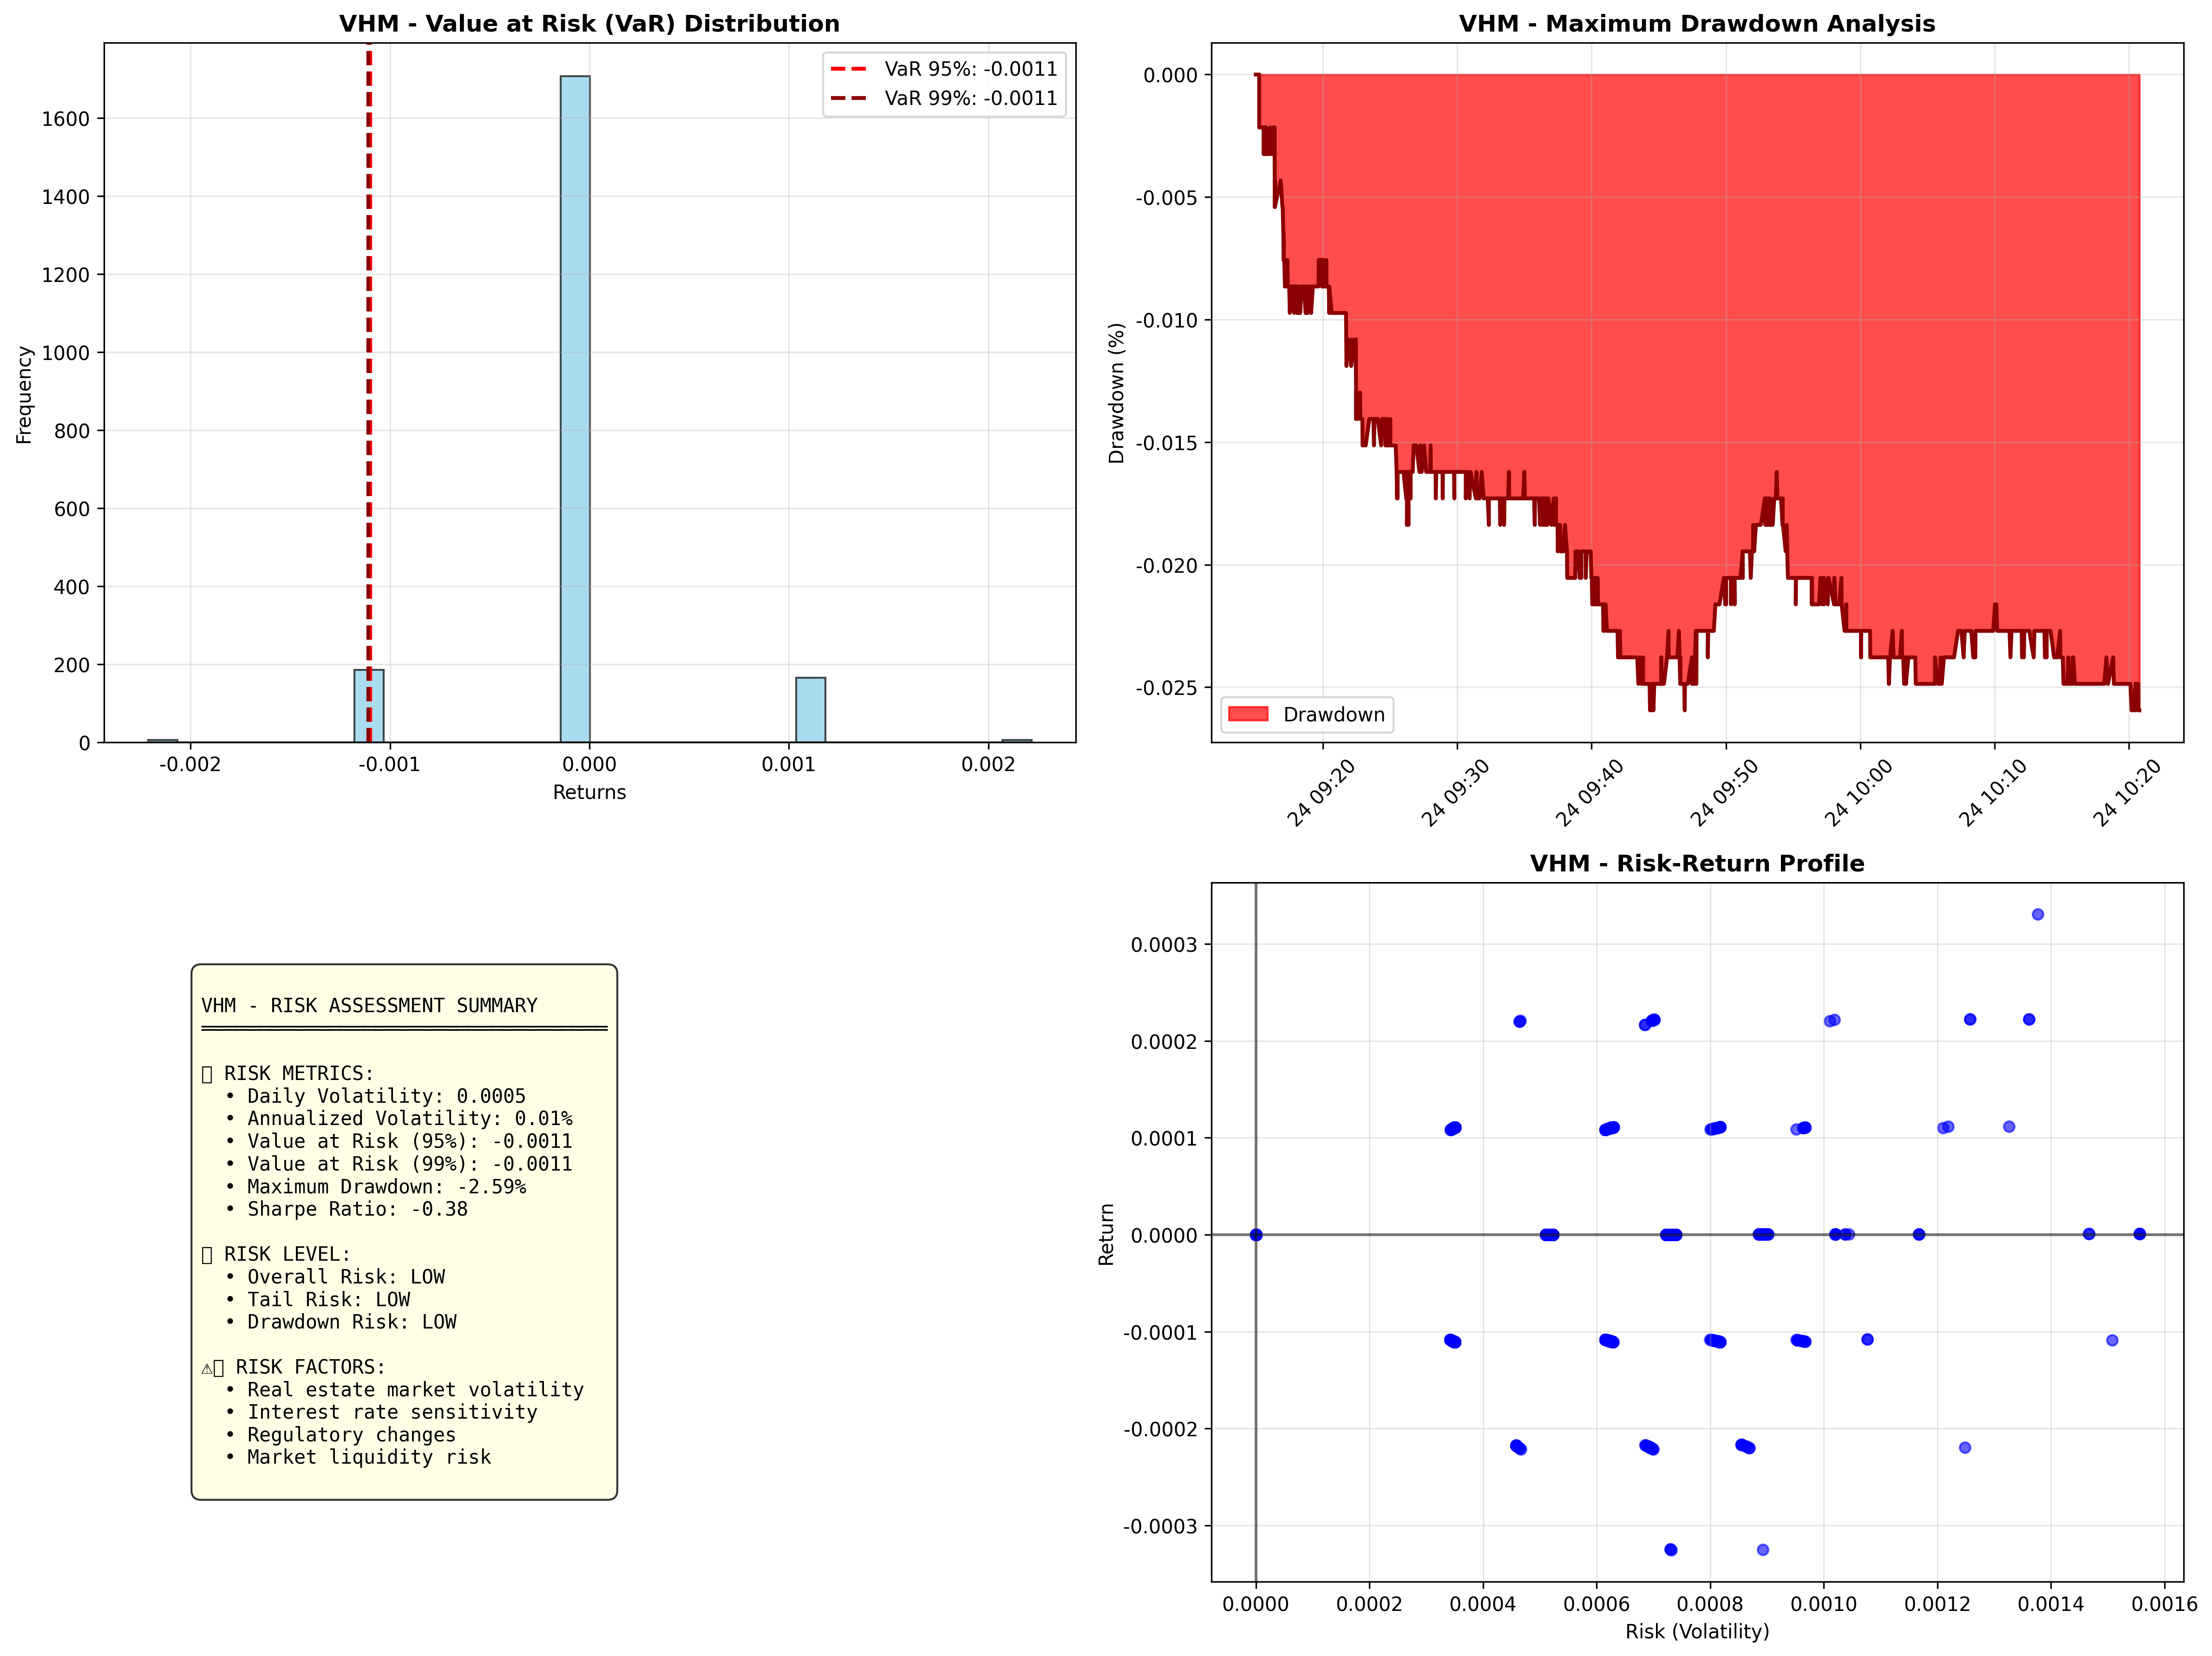 VHM - Value at Risk (VaR) Distribution
VaR 95%: -0.0011
VaR 99%: -0.0011
Frequency
1600
1400
1200
1000
800
600
400
200
0
-0.002
-0.001
0.000
0.001
0.002
Returns
VHM - Maximum Drawdown Analysis
Drawdown (%)
0.000
-0.005
-0.010
-0.015
-0.020
-0.025
Drawdown
24 09:20
24 09:30
24 09:40
24 09:50
24 10:00
24 10:10
24 10:20
VHM - RISK ASSESSMENT SUMMARY
RISK METRICS:
• Daily Volatility: 0.0005
• Annualized Volatility: 0.01%
• Value at Risk (95%): -0.0011
• Value at Risk (99%): -0.0011
• Maximum Drawdown: -2.59%
• Sharpe Ratio: -0.38
RISK LEVEL:
• Overall Risk: LOW
• Tail Risk: LOW
• Drawdown Risk: LOW
⚠ RISK FACTORS:
• Real estate market volatility
• Interest rate sensitivity
• Regulatory changes
• Market liquidity risk
VHM - Risk-Return Profile
Return
0.0003
0.0002
0.0001
0.0000
-0.0001
-0.0002
-0.0003
0.0000
0.0002
0.0004
0.0006
0.0008
0.0010
0.0012
0.0014
0.0016
Risk (Volatility)